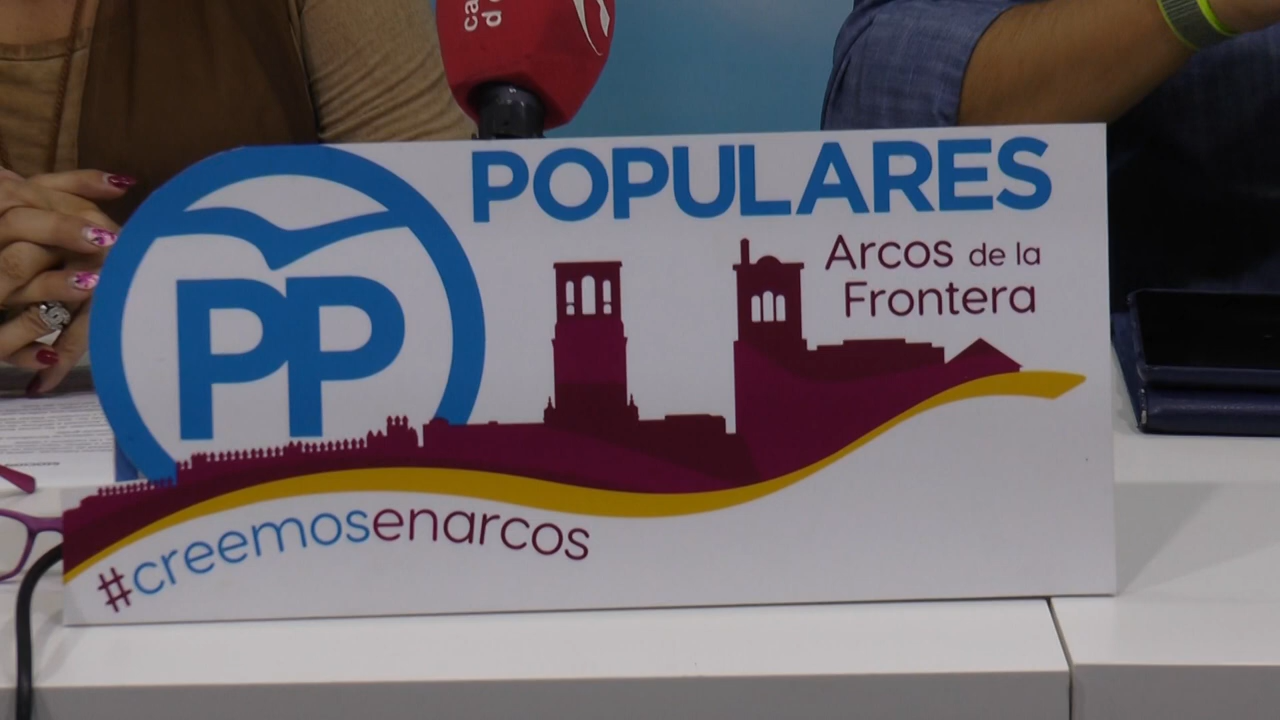 POPULARES
PP
Arcos de la
Frontera
#creemosenarcos